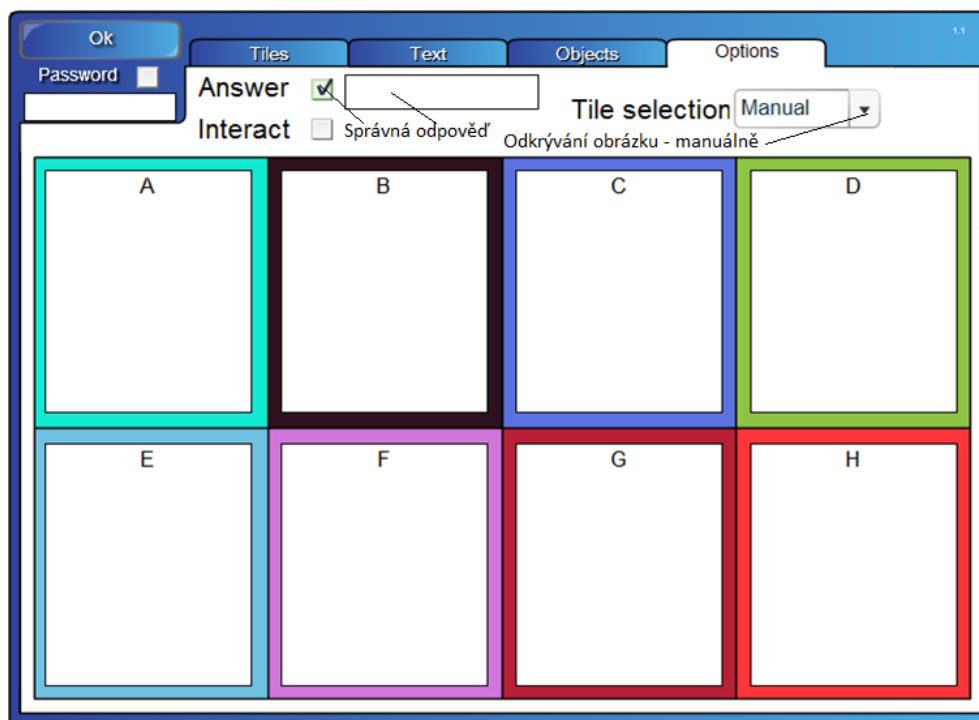 Ok
1.1
Tiles Text Objects Options
Password
Answer
Tile selection Manual
Interact Správná odpověď
Odkrývání obrázku - manuálně
A B C D
E F G H